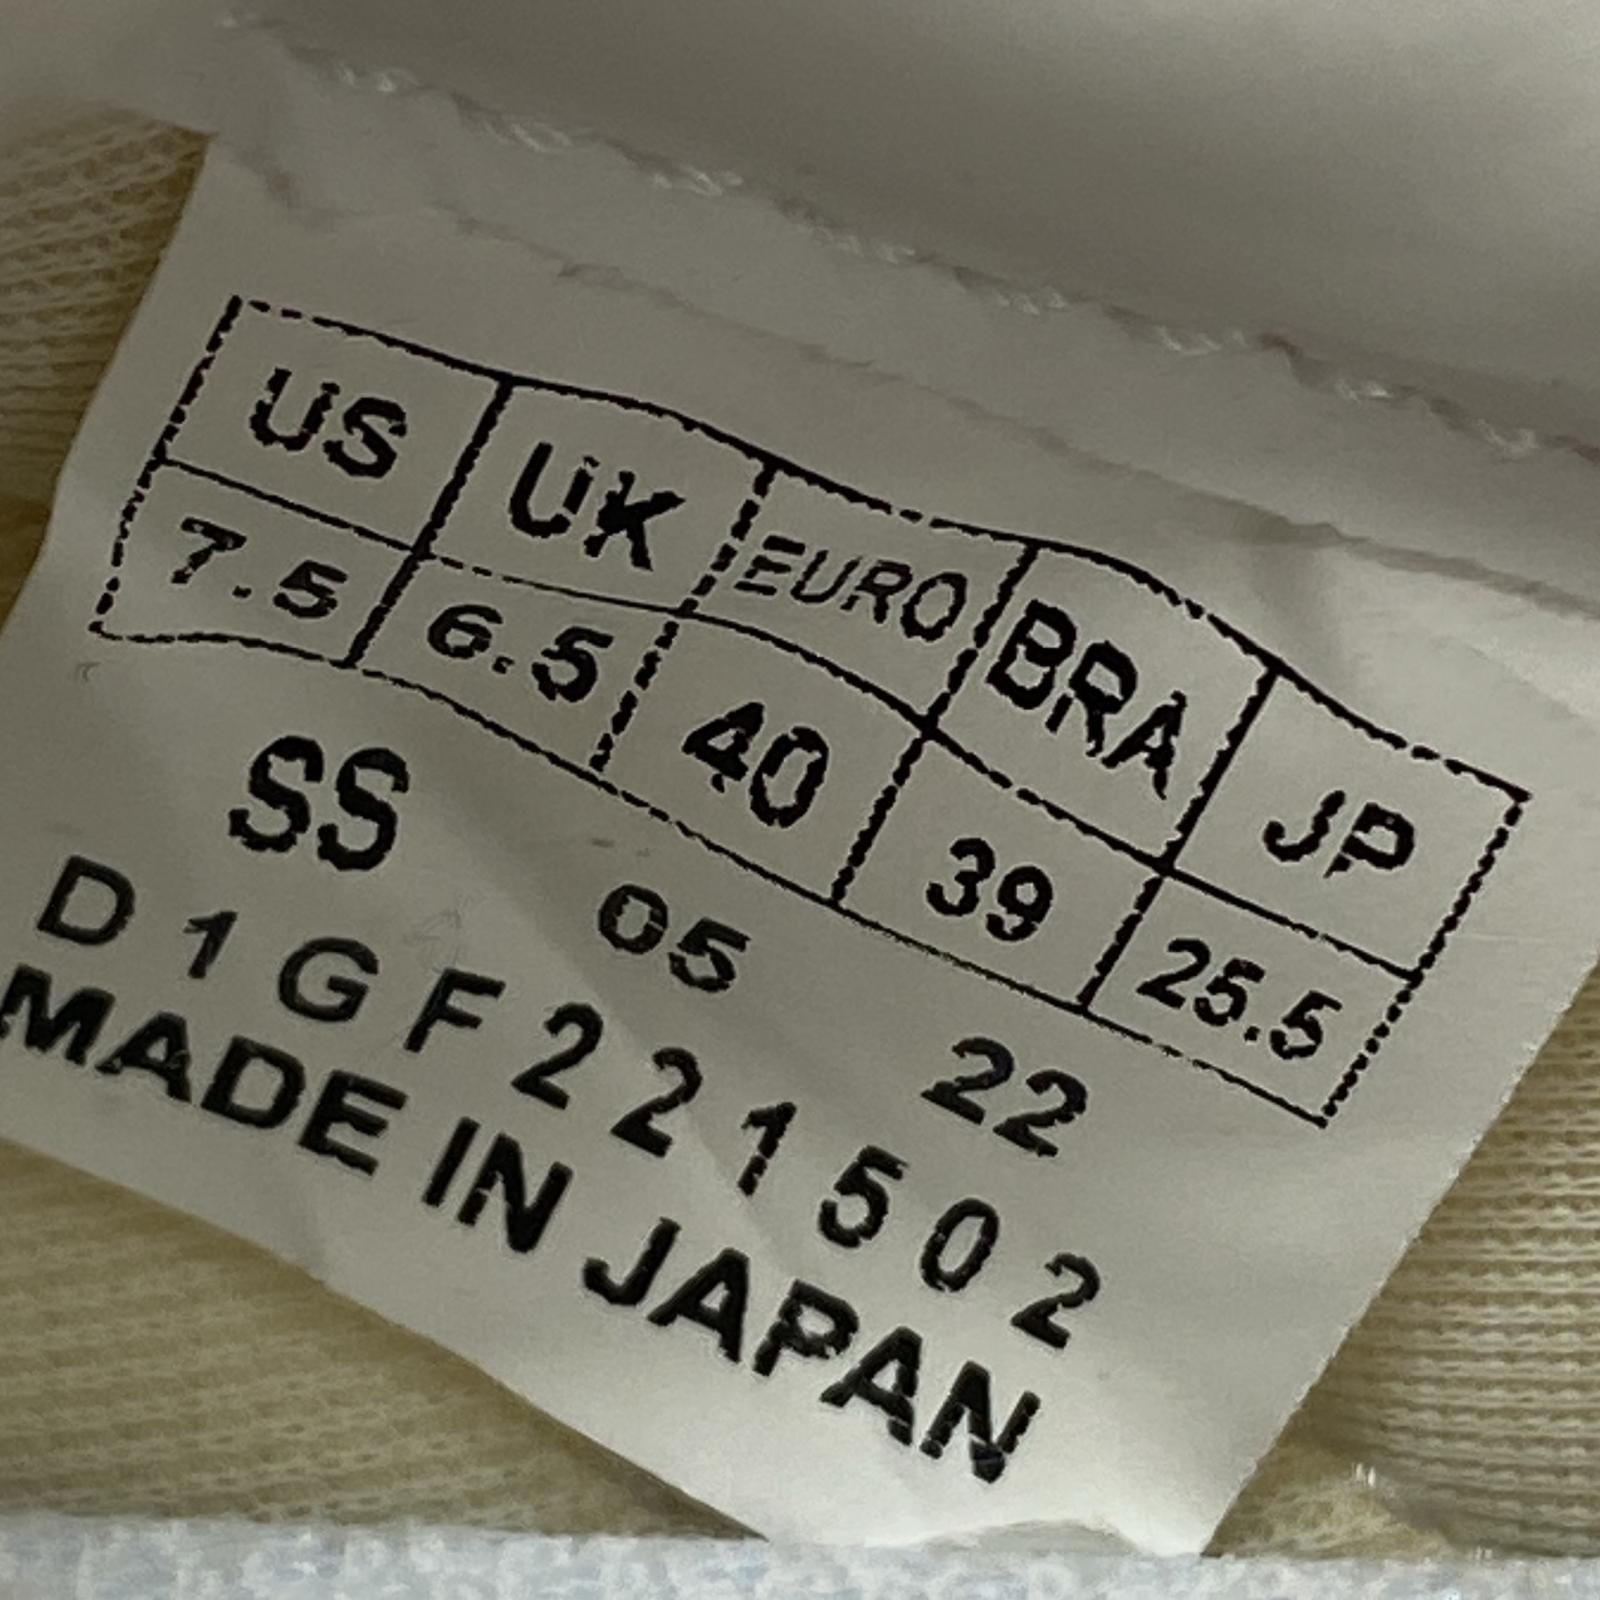 US UK EURO BRA JP
7.5 6.5 40 39 25.5
SS 05 22
D1GF221502
MADE IN JAPAN